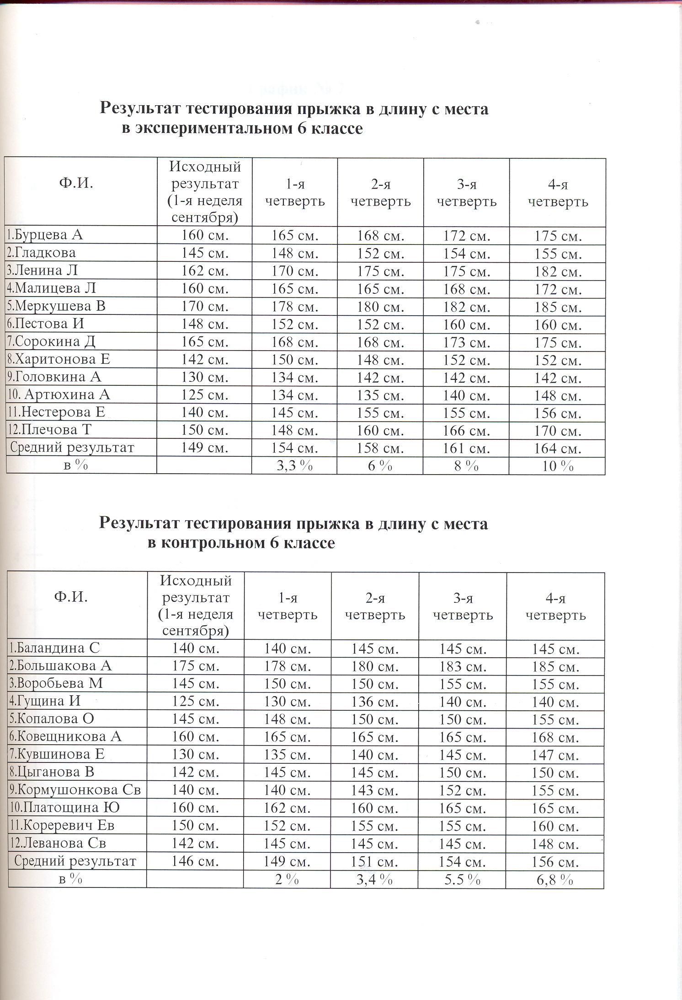 Результат тестирования прыжка в длину с места
в экспериментальном 6 классе
Ф.И. Исходный результат (1-я неделя сентября) 1-я четверть 2-я четверть 3-я четверть 4-я четверть
1.Бурцева А 160 см. 165 см. 168 см. 172 см. 175 см.
2.Гладкова 145 см. 148 см. 152 см. 154 см. 155 см.
3.Ленина Л 162 см. 170 см. 175 см. 175 см. 182 см.
4.Малицева Л 160 см. 165 см. 165 см. 168 см. 172 см.
5.Меркушева В 170 см. 178 см. 180 см. 182 см. 185 см.
6.Пестова И 148 см. 152 см. 152 см. 160 см. 160 см.
7.Сорокина Д 165 см. 168 см. 168 см. 173 см. 175 см.
8.Харитонова Е 142 см. 150 см. 148 см. 152 см. 152 см.
9.Головкина А 130 см. 134 см. 142 см. 142 см. 142 см.
10. Артюхина А 125 см. 134 см. 135 см. 140 см. 148 см.
11.Нестерова Е 140 см. 145 см. 155 см. 155 см. 156 см.
12.Плечова Т 150 см. 148 см. 160 см. 166 см. 170 см.
Средний результат 149 см. 154 см. 158 см. 161 см. 164 см.
в % 3,3 % 6 % 8 % 10 %
Результат тестирования прыжка в длину с места
в контрольном 6 классе
Ф.И. Исходный результат (1-я неделя сентября) 1-я четверть 2-я четверть 3-я четверть 4-я четверть
1.Баландина С 140 см. 140 см. 145 см. 145 см. 145 см.
2.Большакова А 175 см. 178 см. 180 см. 183 см. 185 см.
3.Воробьева М 145 см. 150 см. 150 см. 155 см. 155 см.
4.Гущина И 125 см. 130 см. 136 см. 140 см. 140 см.
5.Копалова О 145 см. 148 см. 150 см. 150 см. 155 см.
6.Ковещникова А 160 см. 165 см. 165 см. 165 см. 168 см.
7.Кувшинова Е 130 см. 135 см. 140 см. 145 см. 147 см.
8.Цыганова В 142 см. 145 см. 145 см. 150 см. 150 см.
9.Кормушонкова Св 140 см. 140 см. 143 см. 152 см. 155 см.
10.Платощина Ю 160 см. 162 см. 160 см. 165 см. 165 см.
11.Кореревич Ев 150 см. 152 см. 155 см. 155 см. 160 см.
12.Леванова Св 142 см. 145 см. 145 см. 145 см. 148 см.
Средний результат 146 см. 149 см. 151 см. 154 см. 156 см.
в % 2 % 3,4 % 5.5 % 6,8 %